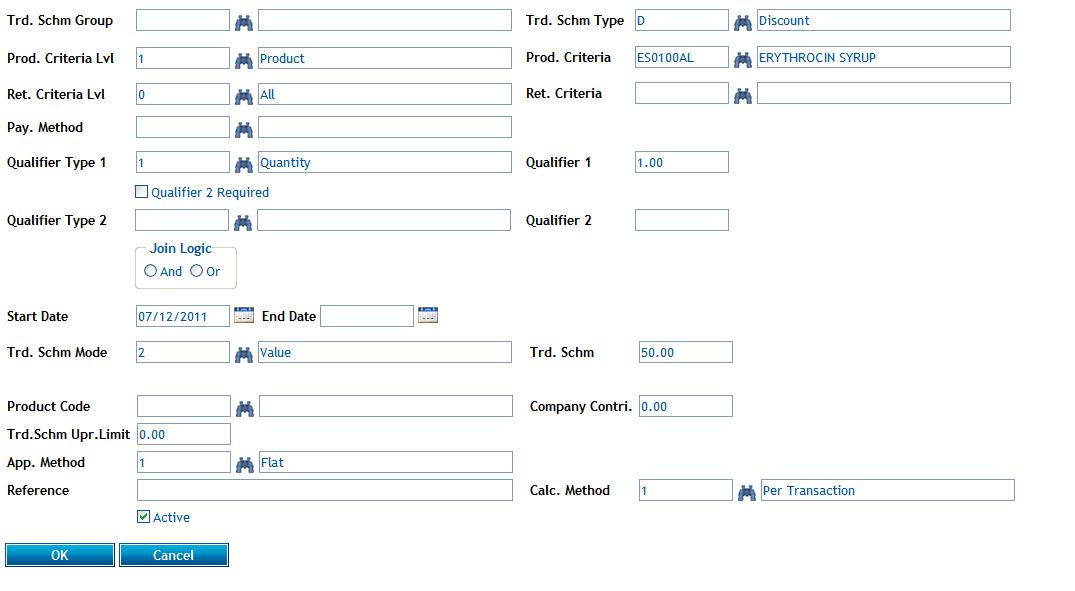 Trd. Schm Group Trd. Schm Type D Discount
Prod. Criteria Lvl 1 Product Prod. Criteria ES0100AL ERYTHROCIN SYRUP
Ret. Criteria Lvl 0 All Ret. Criteria
Pay. Method
Qualifier Type 1 1 Quantity Qualifier 1 1.00
Qualifier 2 Required
Qualifier Type 2 Qualifier 2
Join Logic
And Or
Start Date 07/12/2011 End Date
Trd. Schm Mode 2 Value Trd. Schm 50.00
Product Code Company Contri. 0.00
Trd.Schm Upr.Limit 0.00
App. Method 1 Flat
Reference Calc. Method 1 Per Transaction
Active
OK Cancel